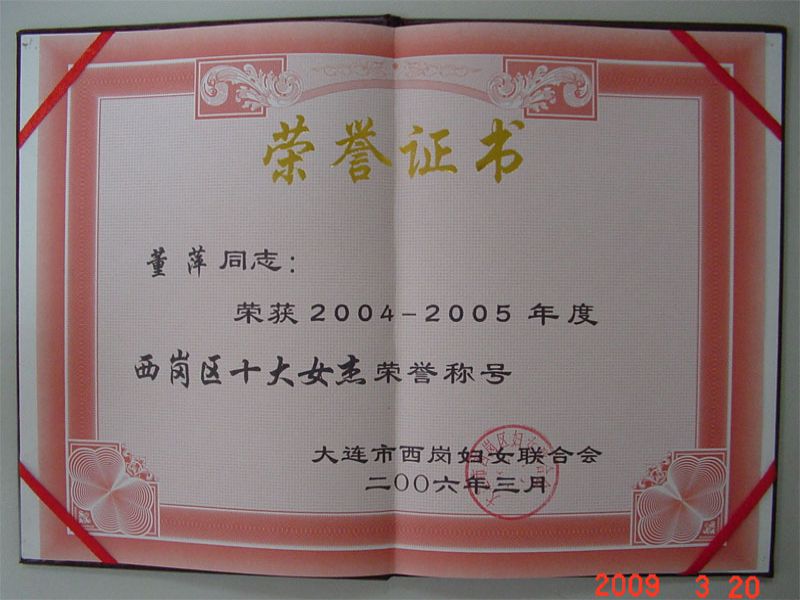 荣誉证书
董萍同志：
荣获2004-2005年度
西岗区十大女杰荣誉称号
大连市西岗妇女联合会
二〇〇六年三月
2009 3 20